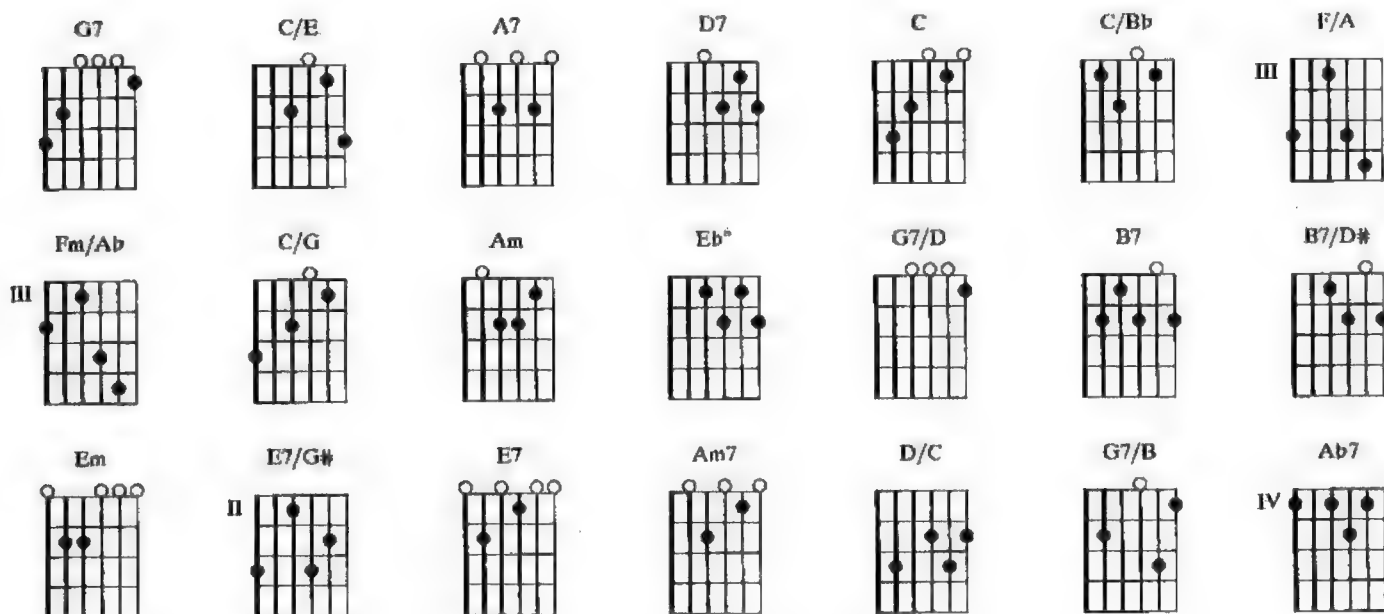 G7 C/E A7 D7 C C/Bb F/A
III
Fm/Ab C/G Am Eb° G7/D B7 B7/D#
III
Em E7/G# E7 Am7 D/C G7/B Ab7
II IV